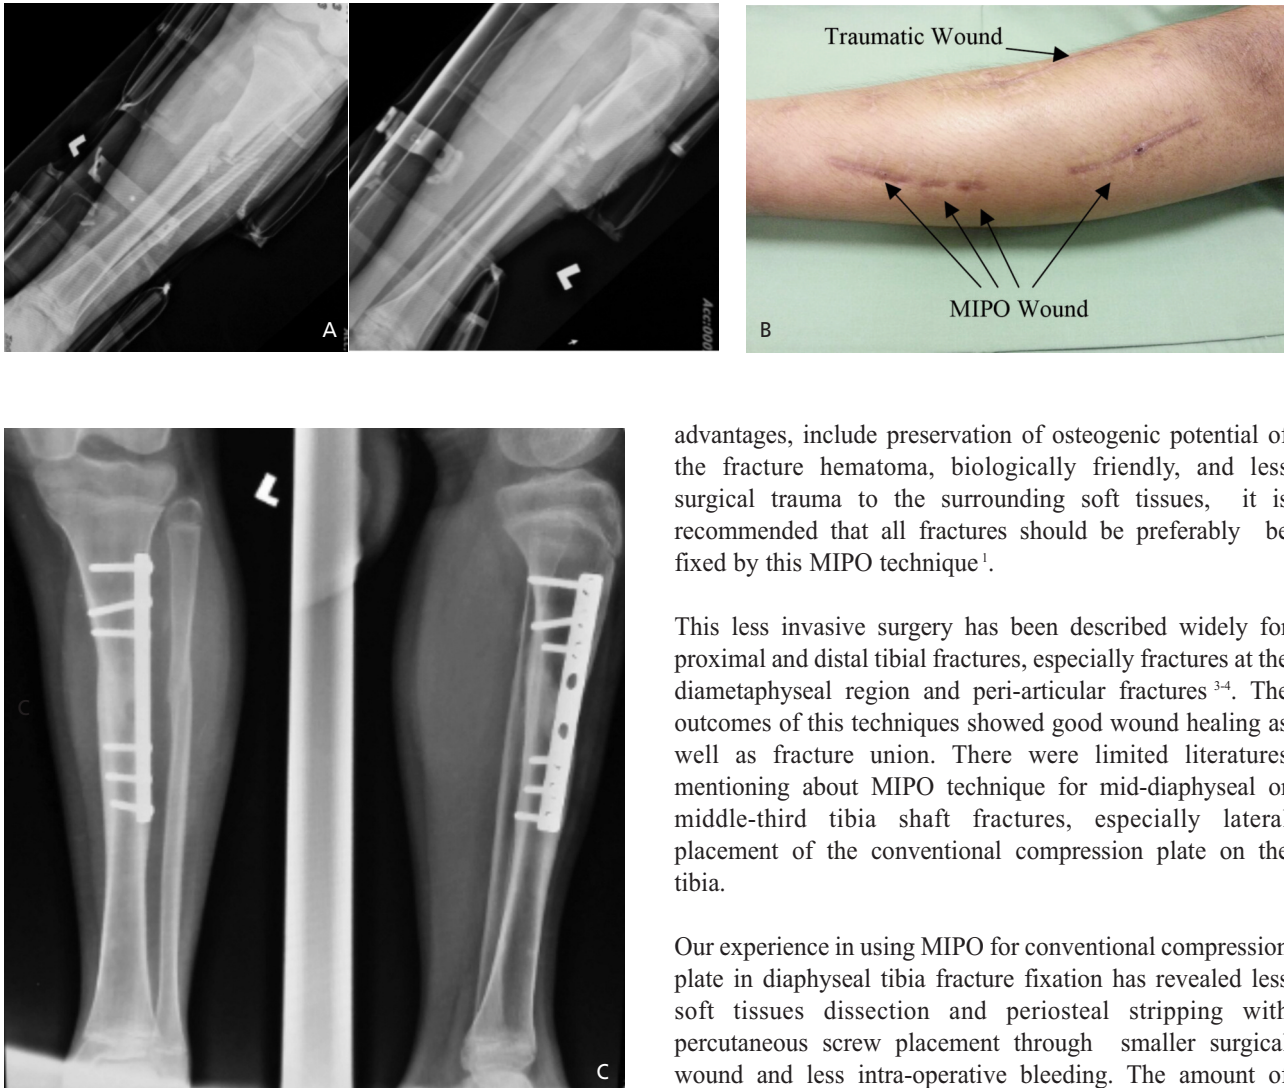 L
A
L
Acc:000
Traumatic Wound
MIPO Wound
B
L
C
C
advantages, include preservation of osteogenic potential of
the fracture hematoma, biologically friendly, and less
surgical trauma to the surrounding soft tissues, it is
recommended that all fractures should be preferably be
fixed by this MIPO technique 1.
This less invasive surgery has been described widely for
proximal and distal tibial fractures, especially fractures at the
diametaphyseal region and peri-articular fractures 3-4. The
outcomes of this techniques showed good wound healing as
well as fracture union. There were limited literatures
mentioning about MIPO technique for mid-diaphyseal or
middle-third tibia shaft fractures, especially lateral
placement of the conventional compression plate on the
tibia.
Our experience in using MIPO for conventional compression
plate in diaphyseal tibia fracture fixation has revealed less
soft tissues dissection and periosteal stripping with
percutaneous screw placement through smaller surgical
wound and less intra-operative bleeding. The amount of